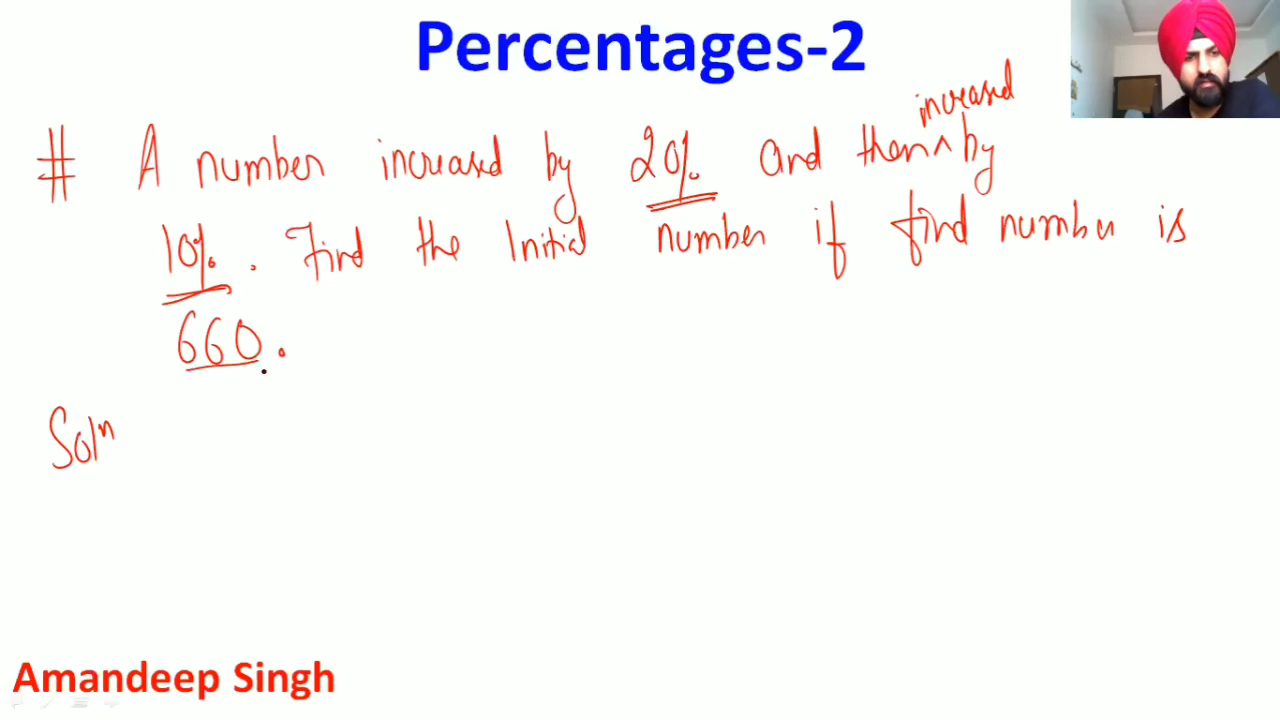 Percentages-2
# A number increased by 20% and then ^ increased by
10%. Find the Initial number if find number is
660.
Soln
Amandeep Singh